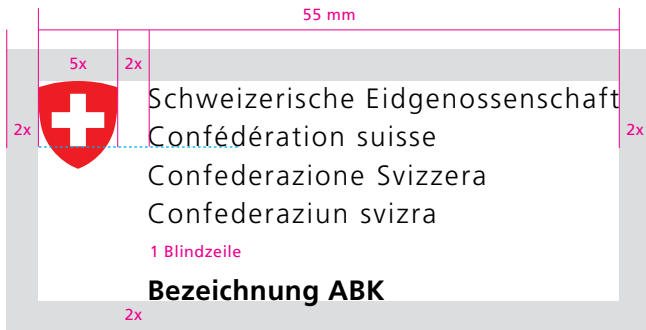 55 mm
5x 2x
2x
2x
Schweizerische Eidgenossenschaft
Confédération suisse
Confederazione Svizzera
Confederaziun svizra
1 Blindzeile
Bezeichnung ABK
2x